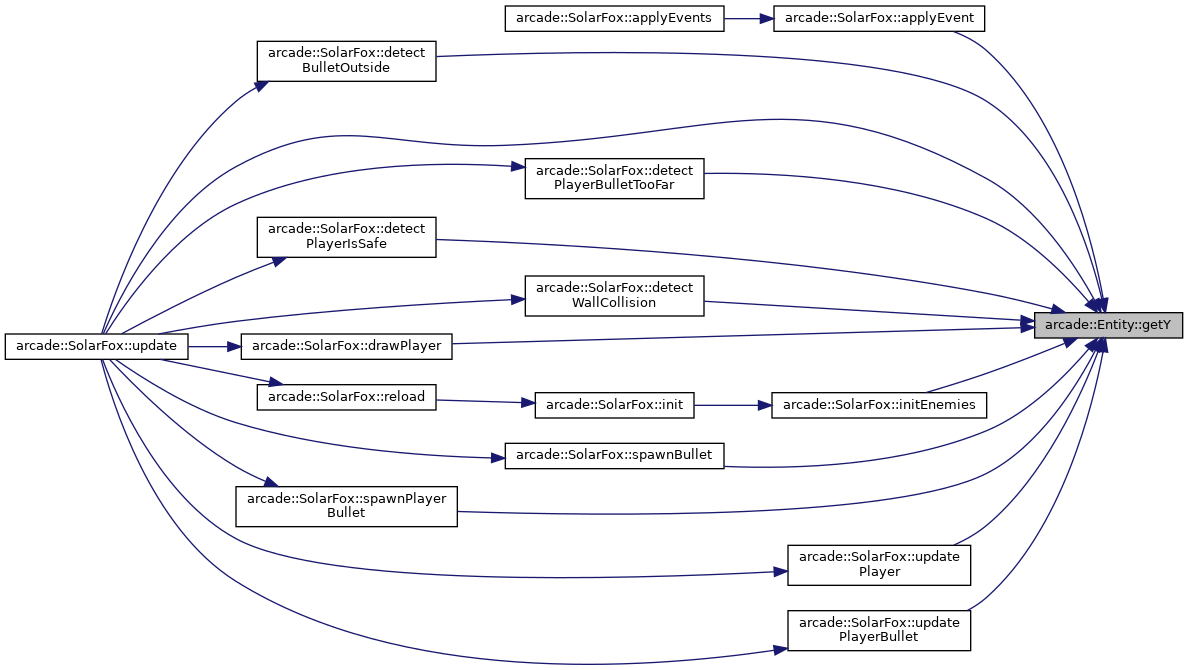 arcade::SolarFox::applyEvents
arcade::SolarFox::applyEvent
arcade::SolarFox::detect
BulletOutside
arcade::SolarFox::detect
PlayerBulletTooFar
arcade::SolarFox::detect
PlayerIsSafe
arcade::SolarFox::detect
WallCollision
arcade::Entity::getY
arcade::SolarFox::update
arcade::SolarFox::drawPlayer
arcade::SolarFox::reload
arcade::SolarFox::init
arcade::SolarFox::initEnemies
arcade::SolarFox::spawnBullet
arcade::SolarFox::spawnPlayer
Bullet
arcade::SolarFox::update
Player
arcade::SolarFox::update
PlayerBullet